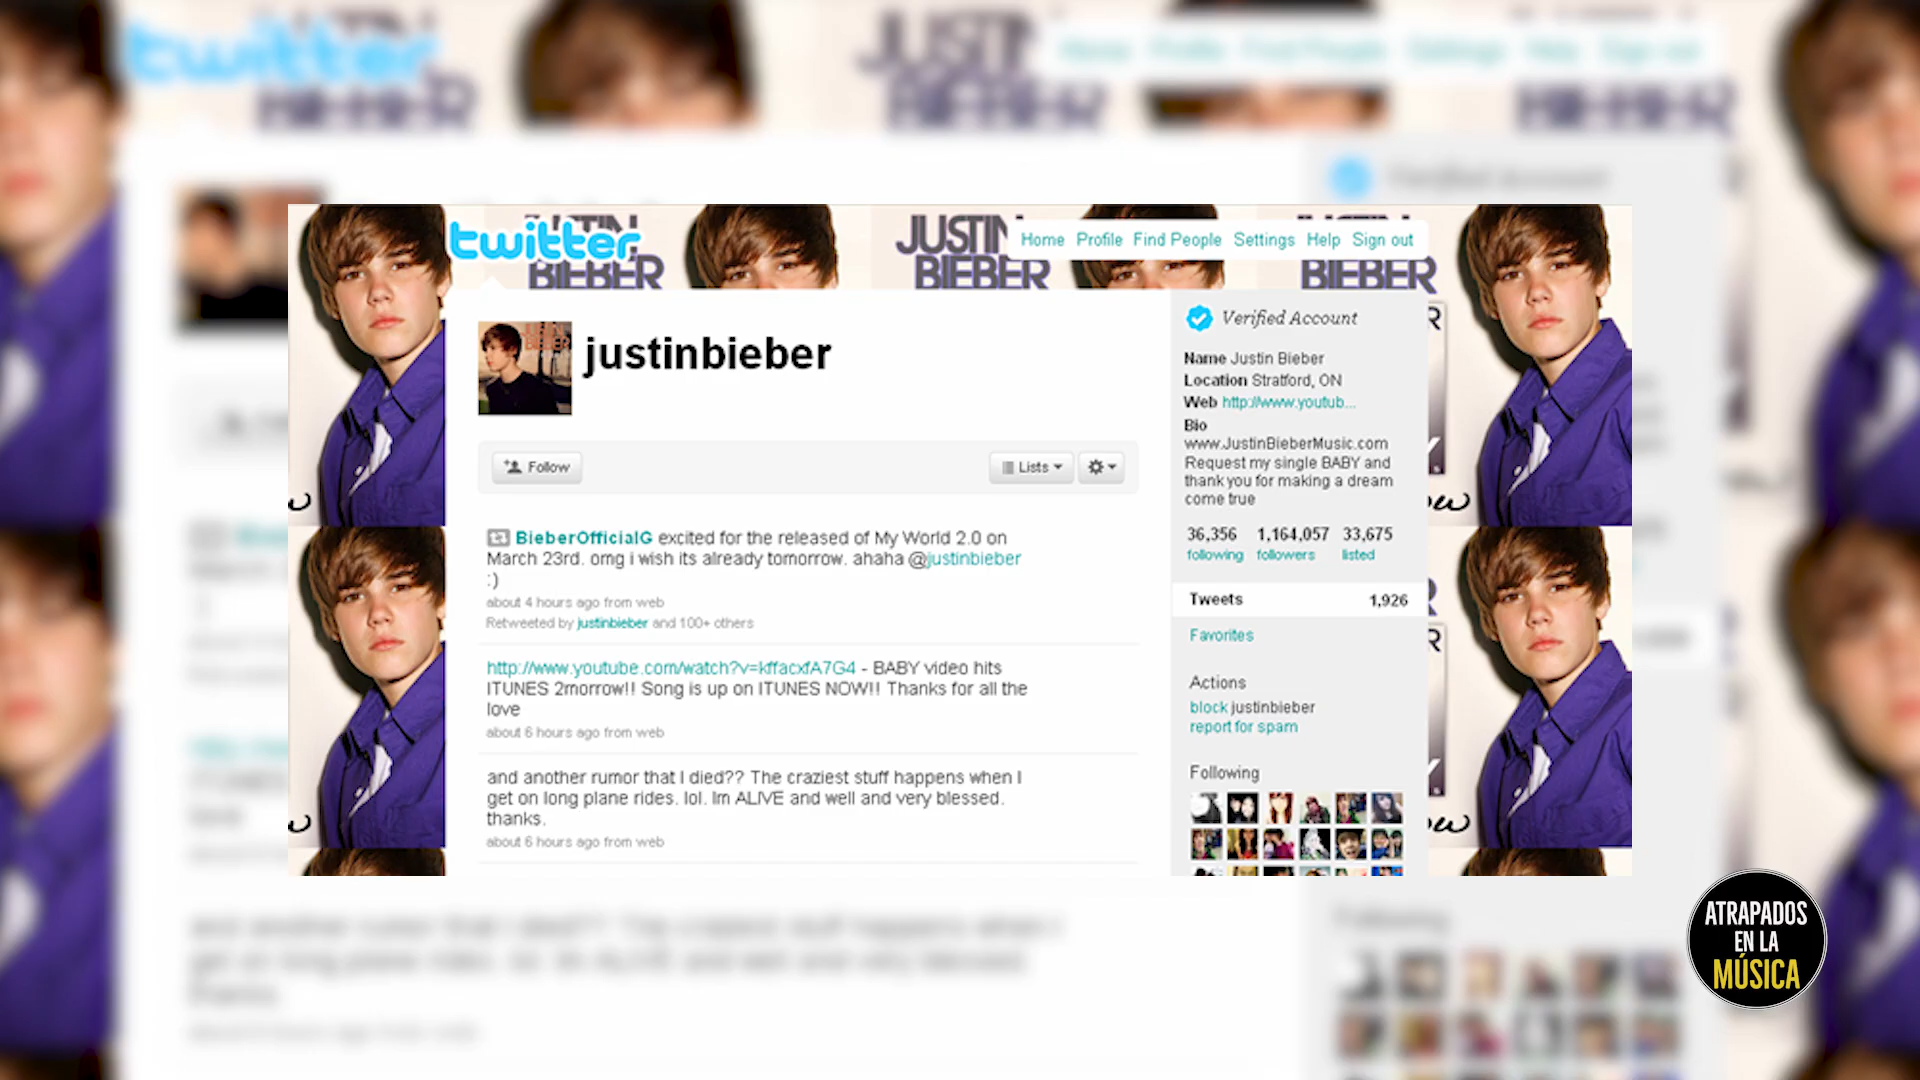 twitter
JUSTIN
BIEBER
JUSTIN
BIEBER
JUSTIN
BIEBER
Home Profile Find People Settings Help Sign out
justinbieber
Follow
Lists
BieberOfficialG excited for the released of My World 2.0 on
March 23rd. omg i wish its already tomorrow. ahaha @justinbieber
:)
about 4 hours ago from web
Retweeted by justinbieber and 100+ others
http://www.youtube.com/watch?v=kffacxfA7G4 - BABY video hits
ITUNES 2morrow!! Song is up on ITUNES NOW!! Thanks for all the
love
about 6 hours ago from web
and another rumor that I died?? The craziest stuff happens when I
get on long plane rides. lol. Im ALIVE and well and very blessed.
thanks.
about 6 hours ago from web
Verified Account
Name Justin Bieber
Location Stratford, ON
Web http://www.youtub...
Bio
www.JustinBieberMusic.com
Request my single BABY and
thank you for making a dream
come true
36,356 1,164,057 33,675
following followers listed
Tweets 1,926
Favorites
Actions
block justinbieber
report for spam
Following
ATRAPADOS
EN LA
MÚSICA